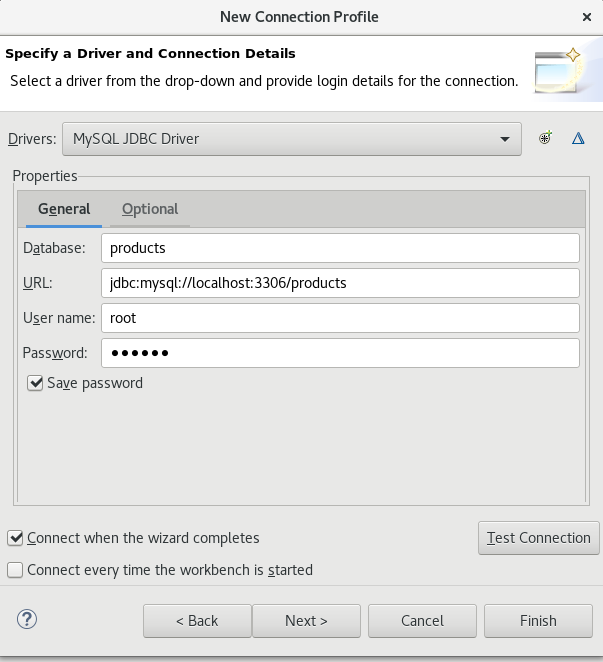 New Connection Profile ×
Specify a Driver and Connection Details
Select a driver from the drop-down and provide login details for the connection.
Drivers: MySQL JDBC Driver
Properties
General Optional
Database: products
URL: jdbc:mysql://localhost:3306/products
User name: root
Password: ●●●●●●
Save password
Connect when the wizard completes Test Connection
Connect every time the workbench is started
? < Back Next > Cancel Finish